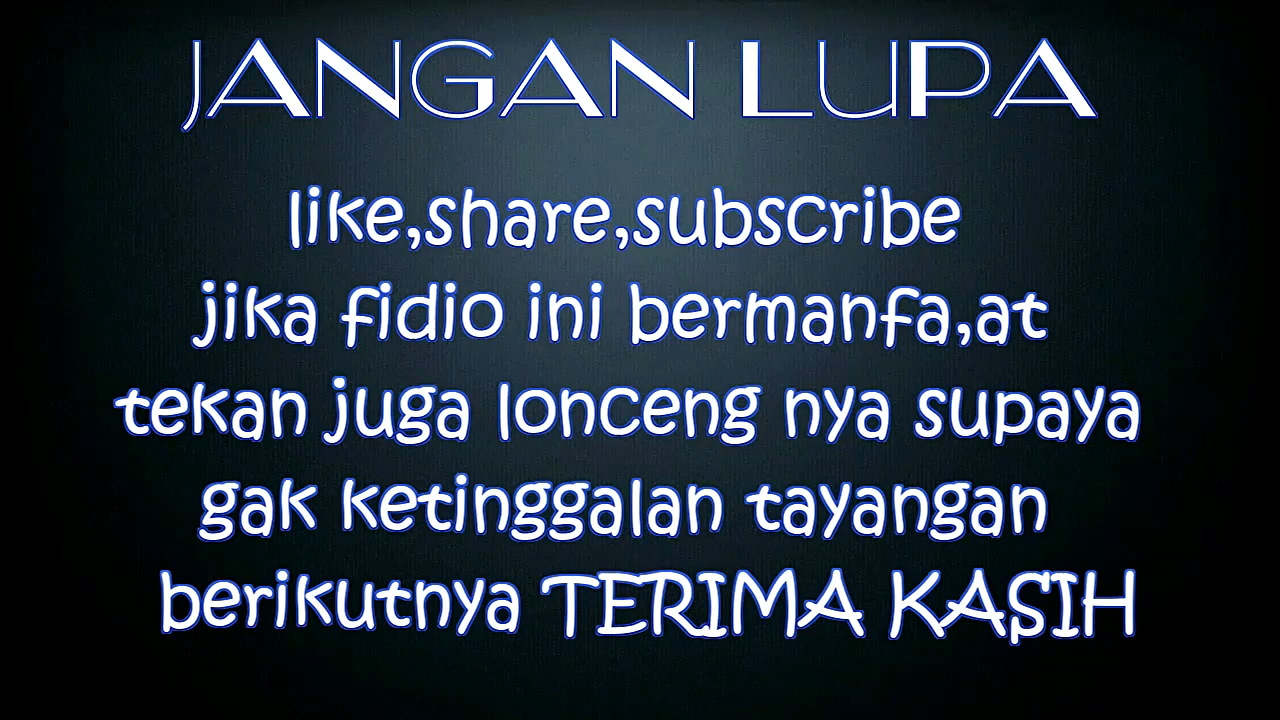 JANGAN LUPA
like,share,subscribe
jika fidio ini bermanfa,at
tekan juga lonceng nya supaya
gak ketinggalan tayangan
berikutnya TERIMA KASIH